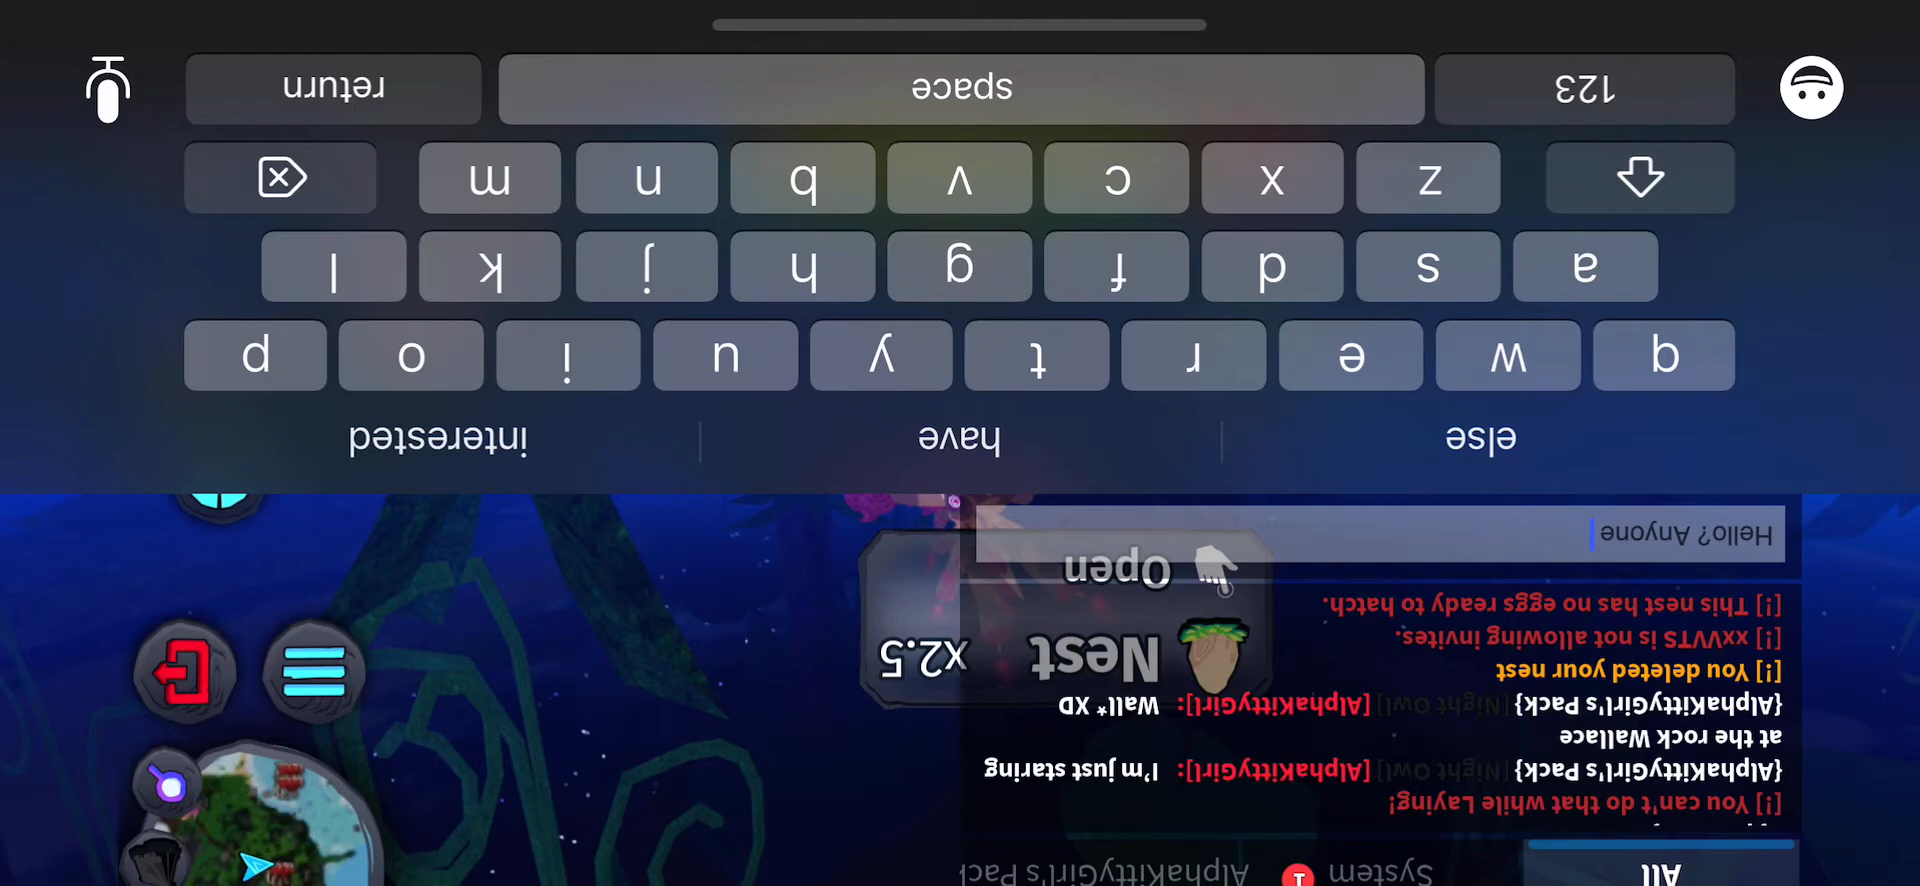 All
System
1
AlphaKittyGirl's Pac
[!] You can't do that while Laying!
{AlphaKittyGirl's Pack} [Night Owl] [AlphaKittyGirl]: I'm just staring
at the rock Wallace
{AlphaKittyGirl's Pack} [Night Owl] [AlphaKittyGirl]: Wall* XD
[!] You deleted your nest
[!] xxVVTS is not allowing invites.
[!] This nest has no eggs ready to hatch.
Hello? Anyone
Nest
x2.5
Open
else
have
interested
q w e r t y u i o p
a s d f g h j k l
z x c v b n m
123
space
return